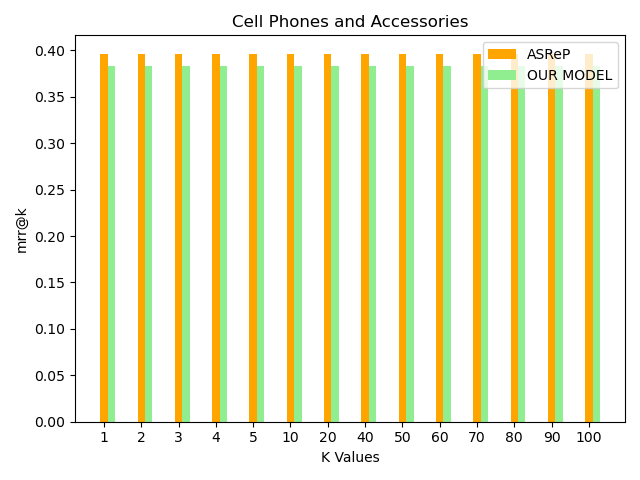 Cell Phones and Accessories
ASReP
OUR MODEL
mrr@k
0.40
0.35
0.30
0.25
0.20
0.15
0.10
0.05
0.00
1 2 3 4 5 10 20 40 50 60 70 80 90 100
K Values